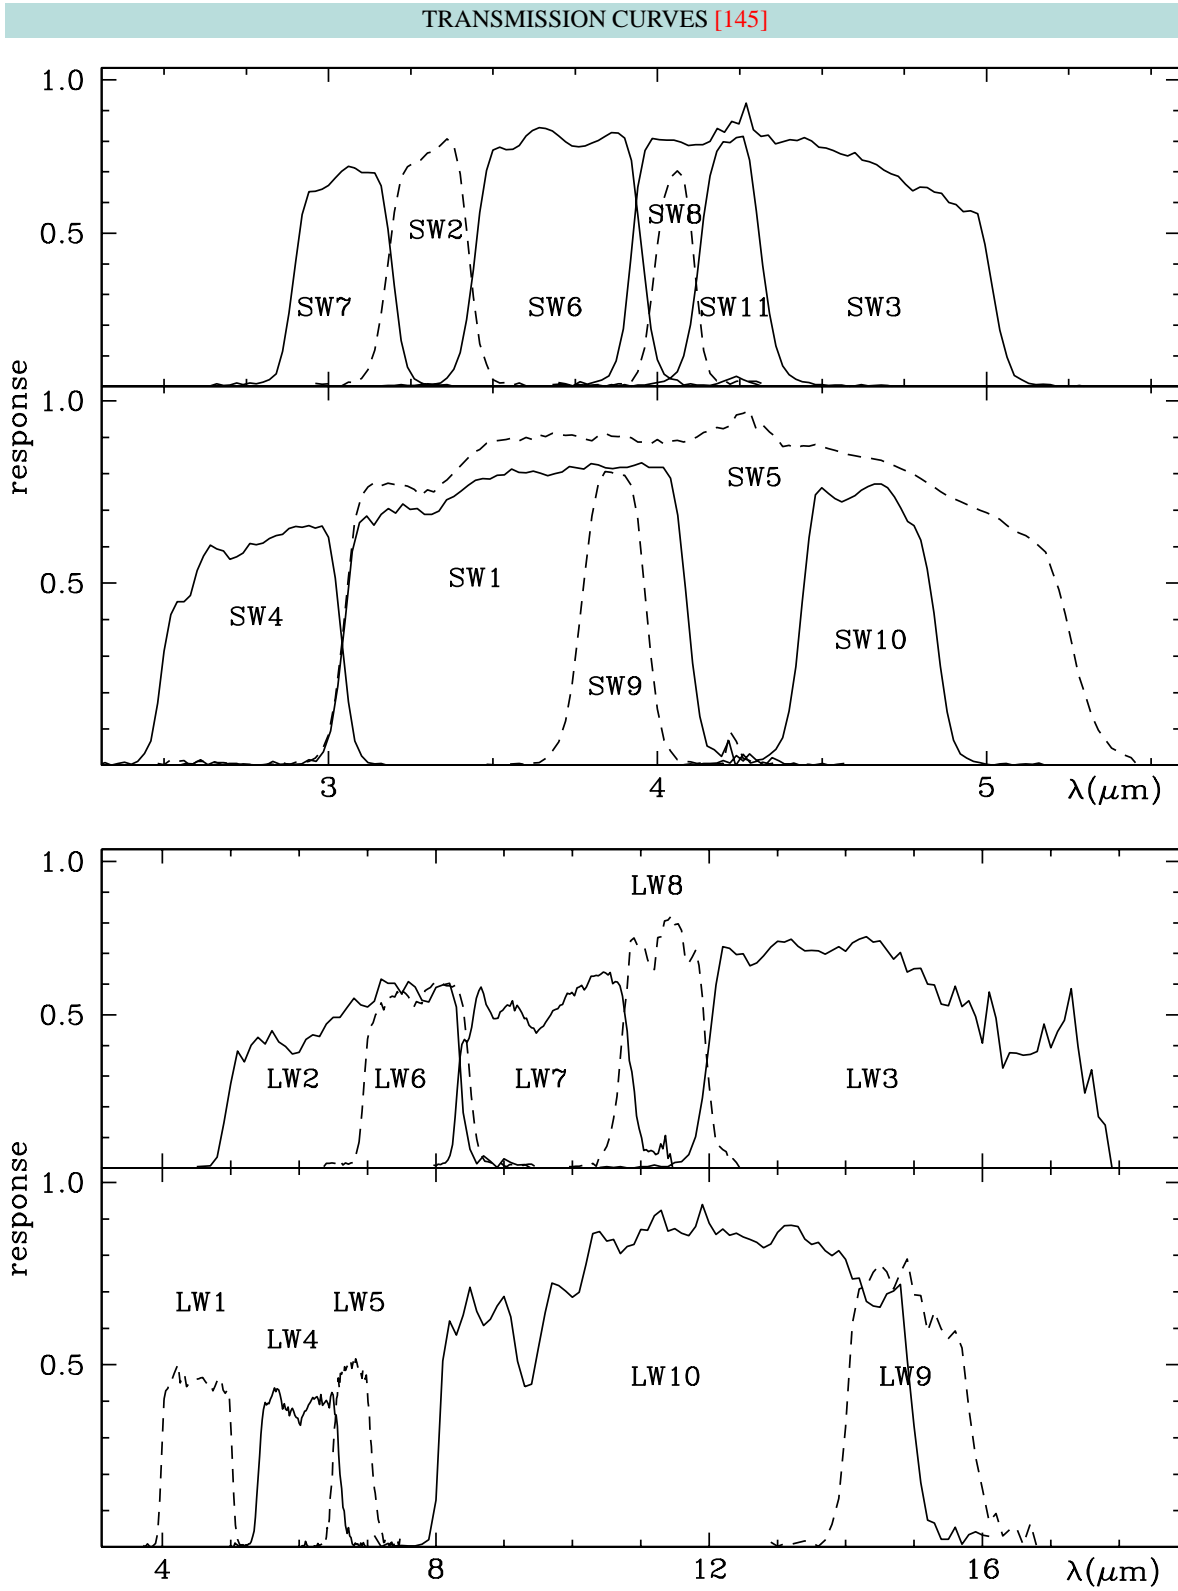 TRANSMISSION CURVES [145]
1.0
SW8
SW2
0.5
SW7
SW6
SW11
SW3
response
1.0
SW5
SW1
0.5
SW4
SW10
SW9
3
4
5
λ(μm)
1.0
LW8
0.5
LW2
LW6
LW7
LW3
response
1.0
LW1
LW5
LW4
0.5
LW10
LW9
4
8
12
16
λ(μm)